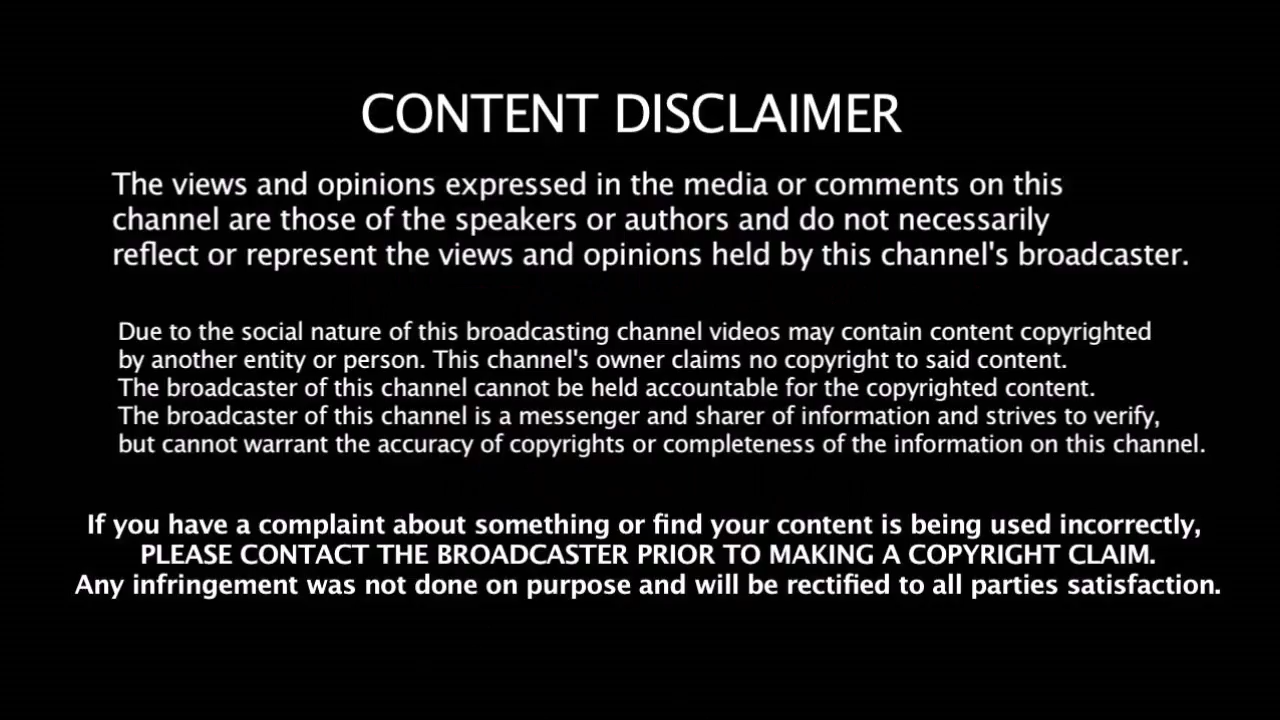 CONTENT DISCLAIMER
The views and opinions expressed in the media or comments on this
channel are those of the speakers or authors and do not necessarily
reflect or represent the views and opinions held by this channel's broadcaster.
Due to the social nature of this broadcasting channel videos may contain content copyrighted
by another entity or person. This channel's owner claims no copyright to said content.
The broadcaster of this channel cannot be held accountable for the copyrighted content.
The broadcaster of this channel is a messenger and sharer of information and strives to verify,
but cannot warrant the accuracy of copyrights or completeness of the information on this channel.
If you have a complaint about something or find your content is being used incorrectly,
PLEASE CONTACT THE BROADCASTER PRIOR TO MAKING A COPYRIGHT CLAIM.
Any infringement was not done on purpose and will be rectified to all parties satisfaction.